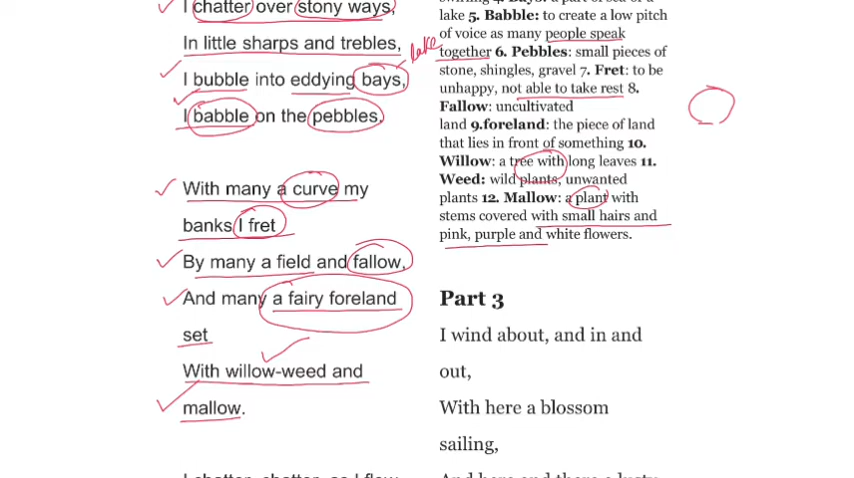 I chatter over stony ways,
In little sharps and trebles,
lake
I bubble into eddying bays,
I babble on the pebbles.
With many a curve my
banks I fret
By many a field and fallow,
And many a fairy foreland
set
With willow-weed and
mallow.
lake 5. Babble: to create a low pitch
of voice as many people speak
together 6. Pebbles: small pieces of
stone, shingles, gravel 7. Fret: to be
unhappy, not able to take rest 8.
Fallow: uncultivated
land 9.foreland: the piece of land
that lies in front of something 10.
Willow: a tree with long leaves 11.
Weed: wild plants, unwanted
plants 12. Mallow: a plant with
stems covered with small hairs and
pink, purple and white flowers.
Part 3
I wind about, and in and
out,
With here a blossom
sailing,